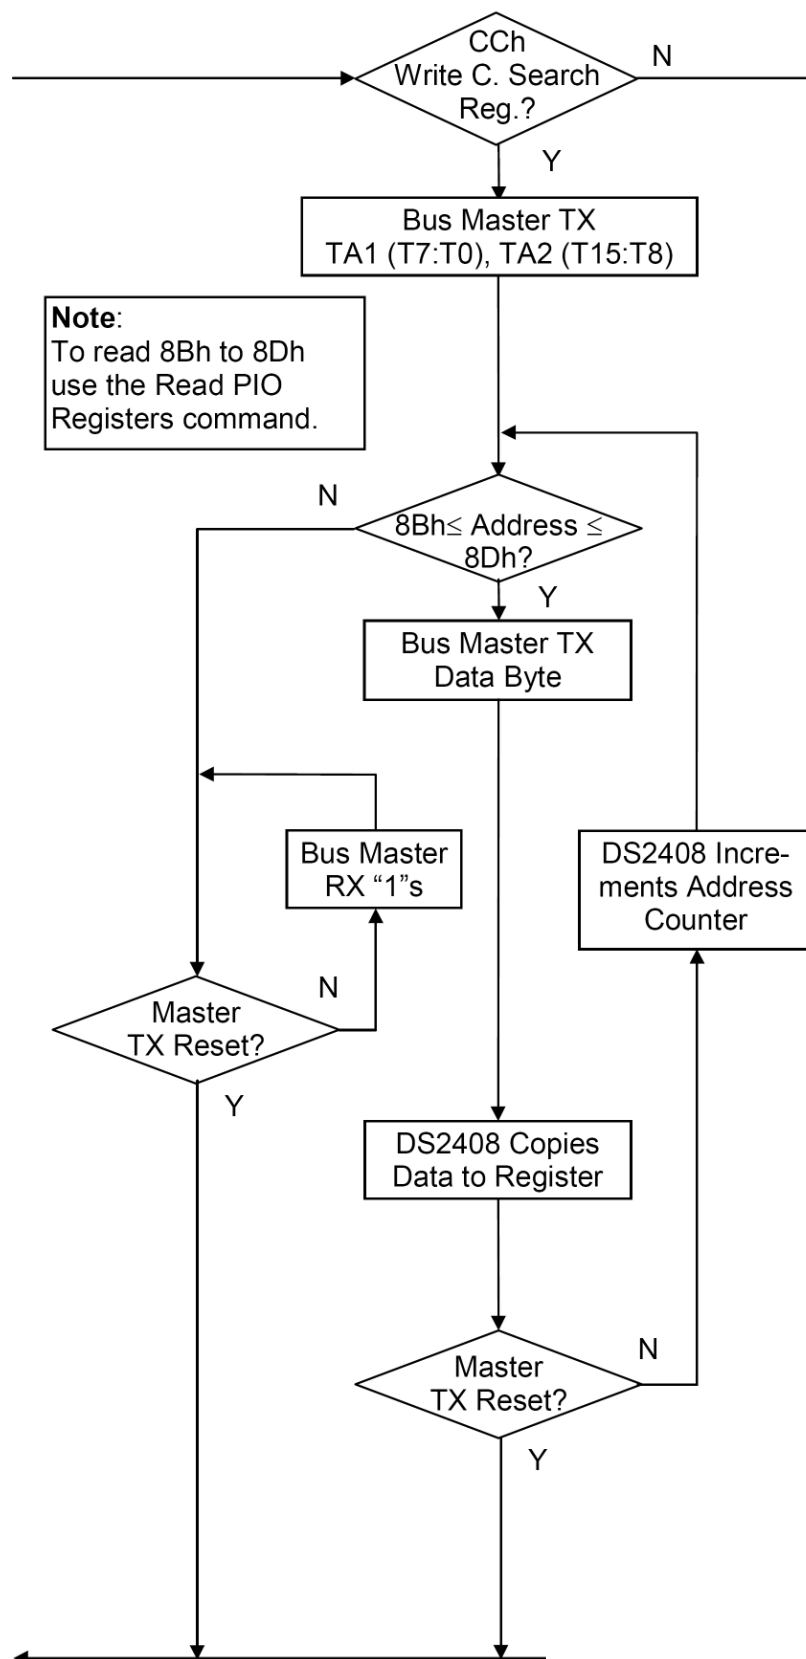 CCh
Write C. Search
Reg.?
N
Y
Bus Master TX
TA1 (T7:T0), TA2 (T15:T8)
Note:
To read 8Bh to 8Dh
use the Read PIO
Registers command.
N
8Bh≤ Address ≤
8Dh?
Y
Bus Master TX
Data Byte
Bus Master
RX “1”s
DS2408 Incre-
ments Address
Counter
N
Master
TX Reset?
Y
DS2408 Copies
Data to Register
N
Master
TX Reset?
Y